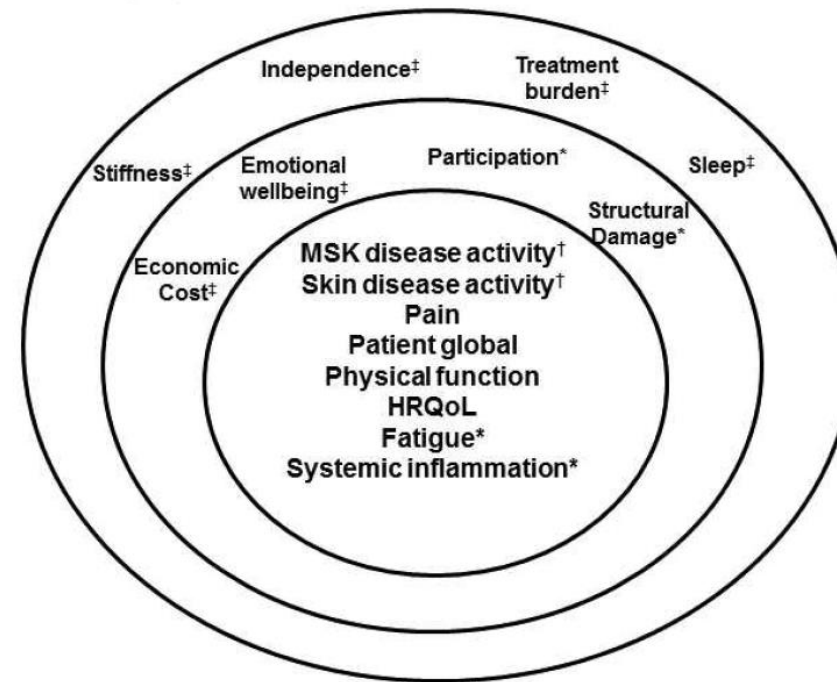 Independence‡
Treatment
burden‡
Stiffness‡
Emotional
wellbeing‡
Participation*
Sleep‡
Structural
Damage*
Economic
Cost‡
MSK disease activity†
Skin disease activity†
Pain
Patient global
Physical function
HRQoL
Fatigue*
Systemic inflammation*